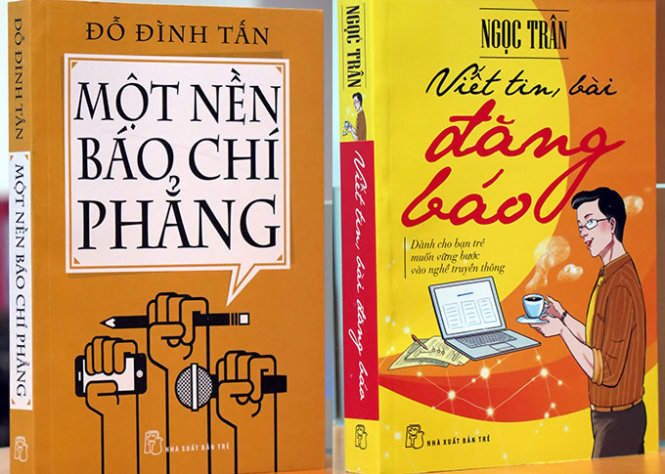 ĐỖ ĐÌNH TẤN
MỘT NỀN BÁO CHÍ PHẲNG
ĐỖ ĐÌNH TẤN
MỘT NỀN
BÁO CHÍ
PHẲNG
NHÀ XUẤT BẢN TRẺ
NGỌC TRÂN
Viết tin, bài đăng báo
NGỌC TRÂN
Viết tin, bài
đăng
báo
Dành cho bạn trẻ
muốn vững bước
vào nghề truyền thông
NHÀ XUẤT BẢN TRẺ